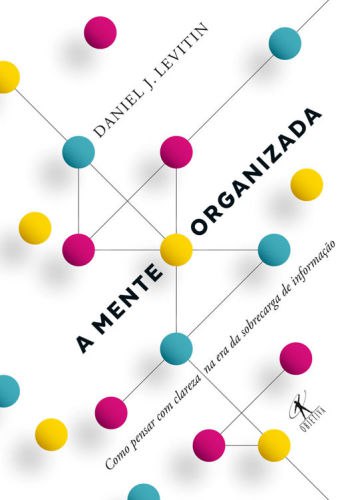 DANIEL J. LEVITIN
A MENTE ORGANIZADA
Como pensar com clareza na era da sobrecarga de informação
OBJETIVA